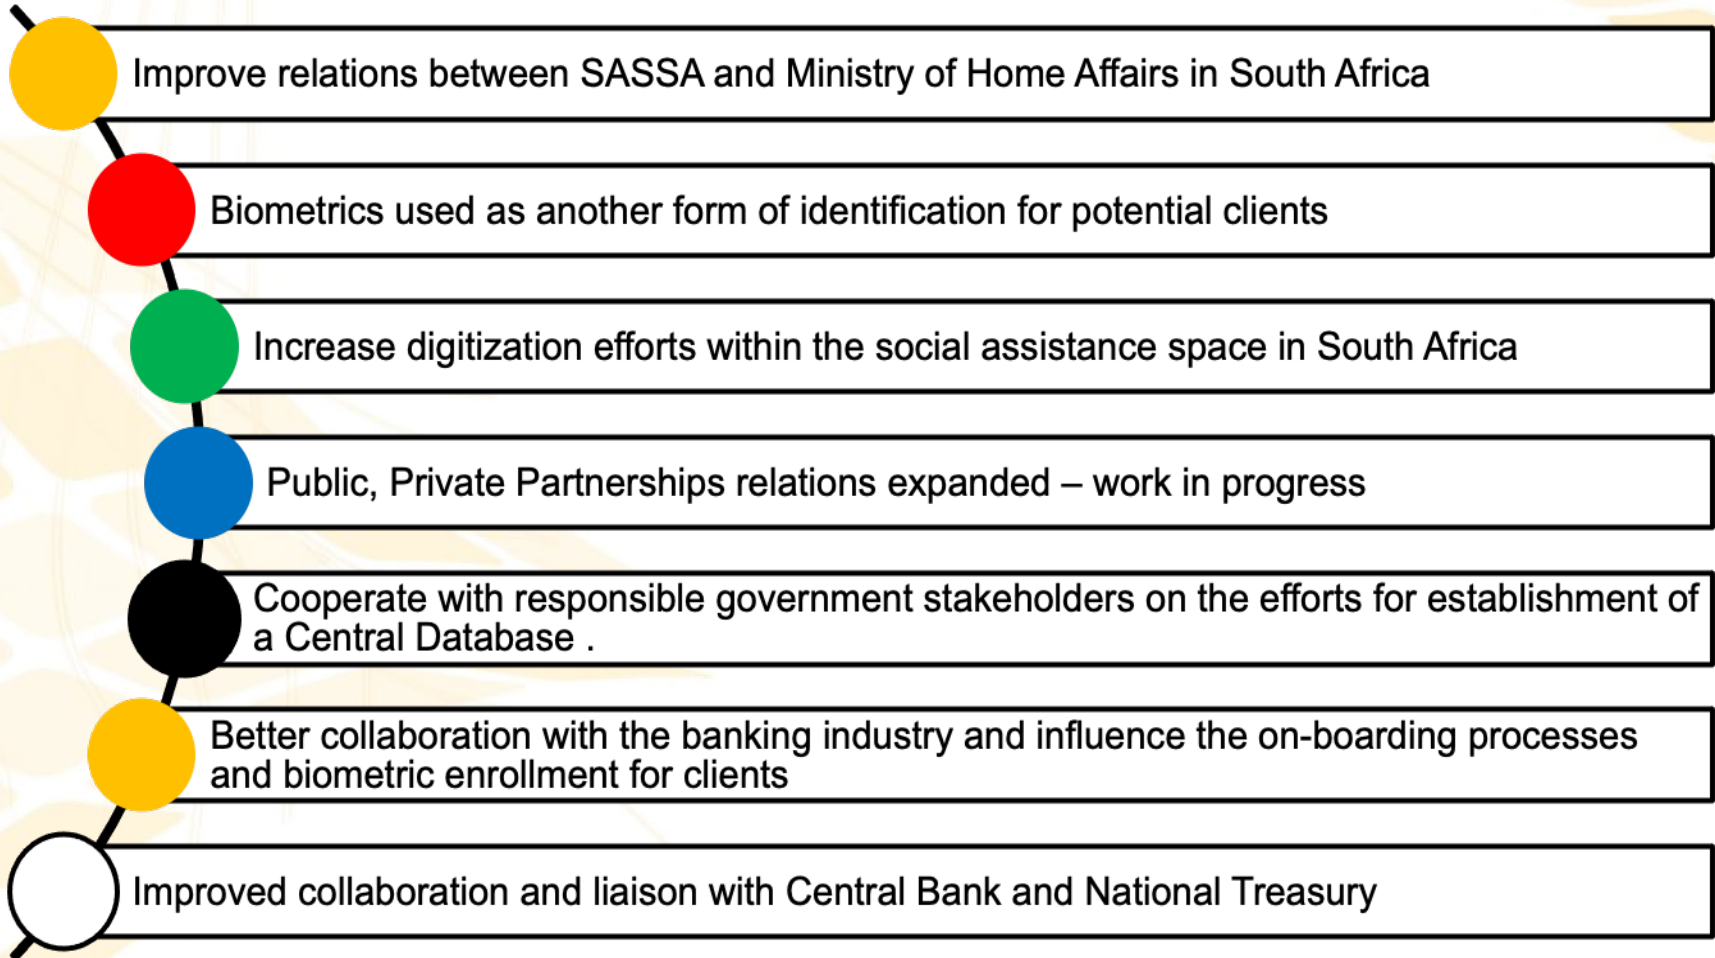 Improve relations between SASSA and Ministry of Home Affairs in South Africa
Biometrics used as another form of identification for potential clients
Increase digitization efforts within the social assistance space in South Africa
Public, Private Partnerships relations expanded – work in progress
Cooperate with responsible government stakeholders on the efforts for establishment of
a Central Database .
Better collaboration with the banking industry and influence the on-boarding processes
and biometric enrollment for clients
Improved collaboration and liaison with Central Bank and National Treasury